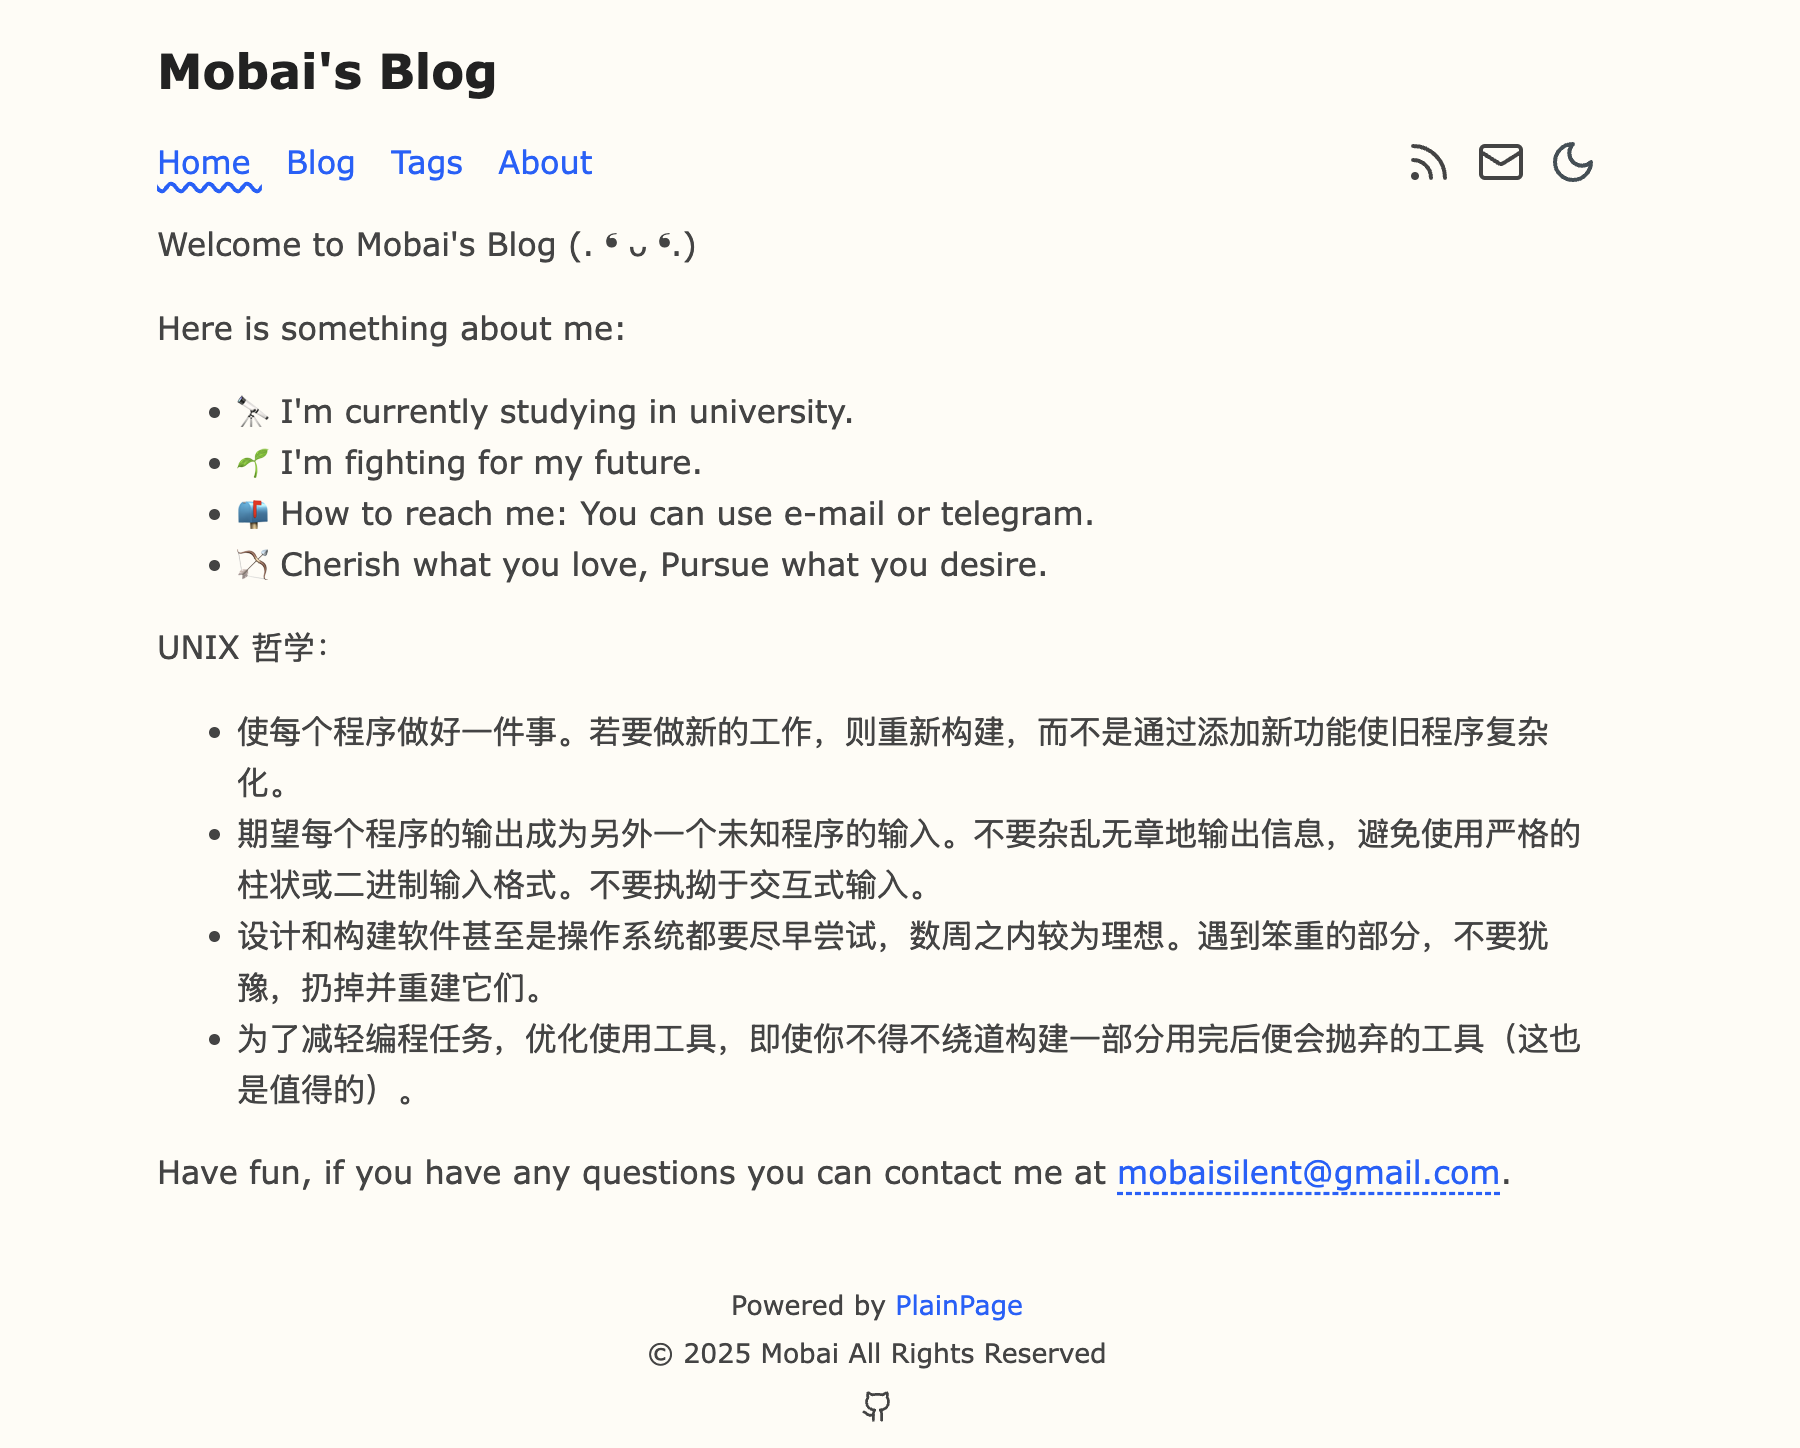 Mobai's Blog
Home Blog Tags About
Welcome to Mobai's Blog (. ❛ ᴗ ❛.)
Here is something about me:
• 🔭 I'm currently studying in university.
• 🌱 I'm fighting for my future.
• 📫 How to reach me: You can use e-mail or telegram.
• 🏹 Cherish what you love, Pursue what you desire.
UNIX 哲学：
• 使每个程序做好一件事。若要做新的工作，则重新构建，而不是通过添加新功能使旧程序复杂
化。
• 期望每个程序的输出成为另外一个未知程序的输入。不要杂乱无章地输出信息，避免使用严格的
柱状或二进制输入格式。不要执拗于交互式输入。
• 设计和构建软件甚至是操作系统都要尽早尝试，数周之内较为理想。遇到笨重的部分，不要犹
豫，扔掉并重建它们。
• 为了减轻编程任务，优化使用工具，即使你不得不绕道构建一部分用完后便会抛弃的工具（这也
是值得的）。
Have fun, if you have any questions you can contact me at mobaisilent@gmail.com.
Powered by PlainPage
© 2025 Mobai All Rights Reserved